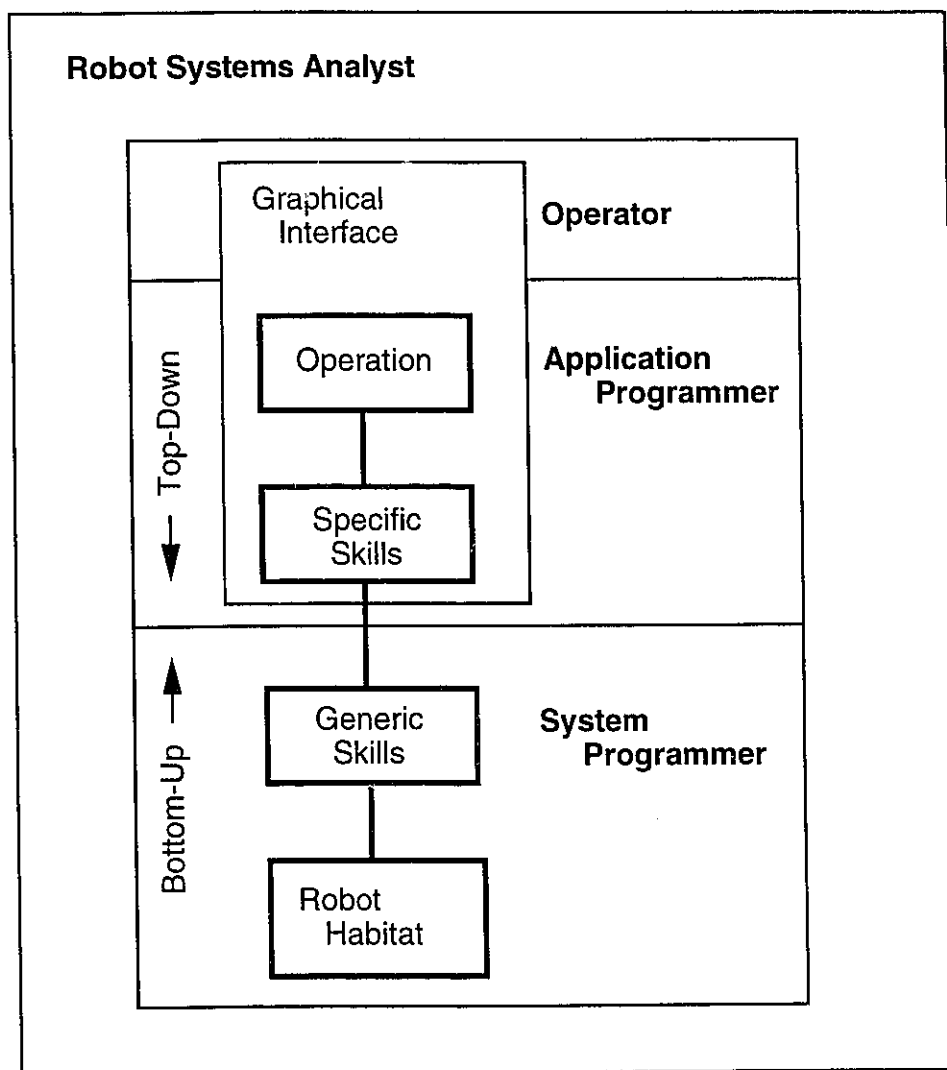 Robot Systems Analyst
Graphical
Interface
Operator
Operation
Application
Programmer
Top-Down
Specific
Skills
Generic
Skills
System
Programmer
Bottom-Up
Robot
Habitat